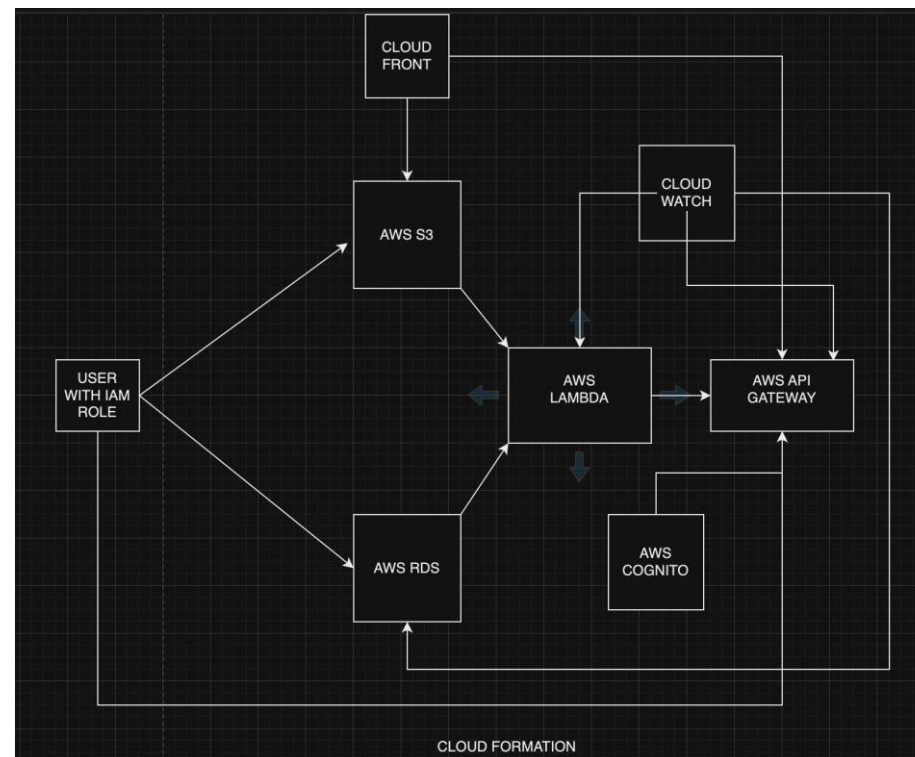 CLOUD
FRONT
CLOUD
WATCH
AWS S3
USER
WITH IAM
ROLE
AWS
LAMBDA
AWS API
GATEWAY
AWS RDS
AWS
COGNITO
CLOUD FORMATION